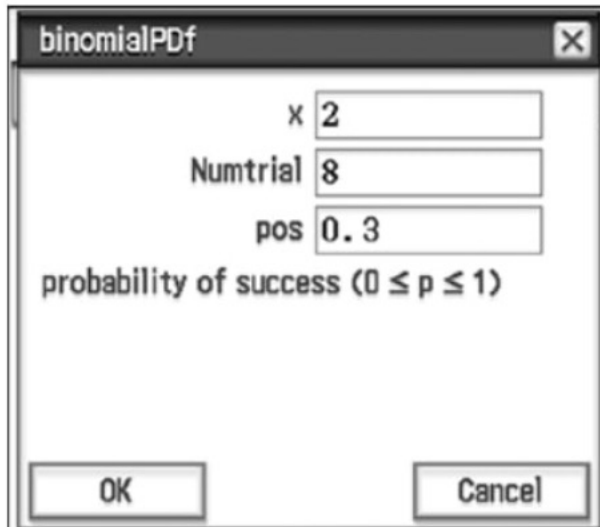 binomialPDf
x 2
Numtrial 8
pos 0.3
probability of success (0 ≤ p ≤ 1)
OK Cancel